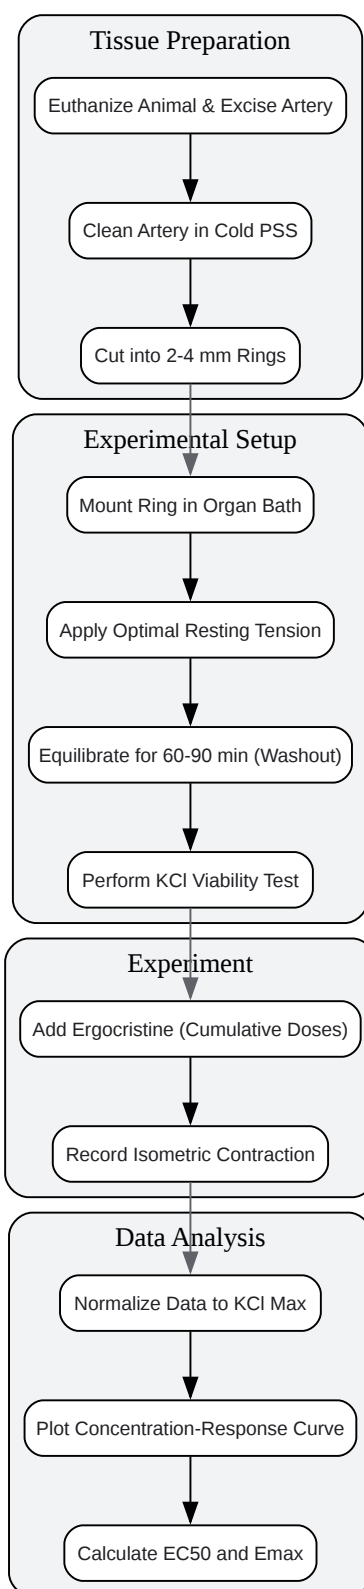 Tissue Preparation
Euthanize Animal & Excise Artery
Clean Artery in Cold PSS
Cut into 2-4 mm Rings
Experimental Setup
Mount Ring in Organ Bath
Apply Optimal Resting Tension
Equilibrate for 60-90 min (Washout)
Perform KCl Viability Test
Experiment
Add Ergocristine (Cumulative Doses)
Record Isometric Contraction
Data Analysis
Normalize Data to KCl Max
Plot Concentration-Response Curve
Calculate EC50 and Emax